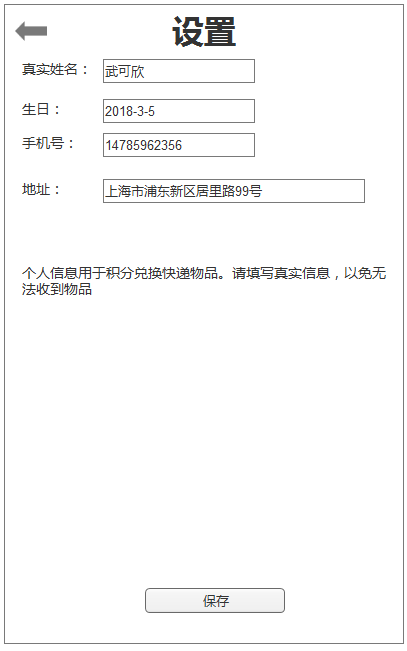 设置
真实姓名： 武可欣
生日： 2018-3-5
手机号： 14785962356
地址： 上海市浦东新区居里路99号
个人信息用于积分兑换快递物品。请填写真实信息，以免无
法收到物品
保存